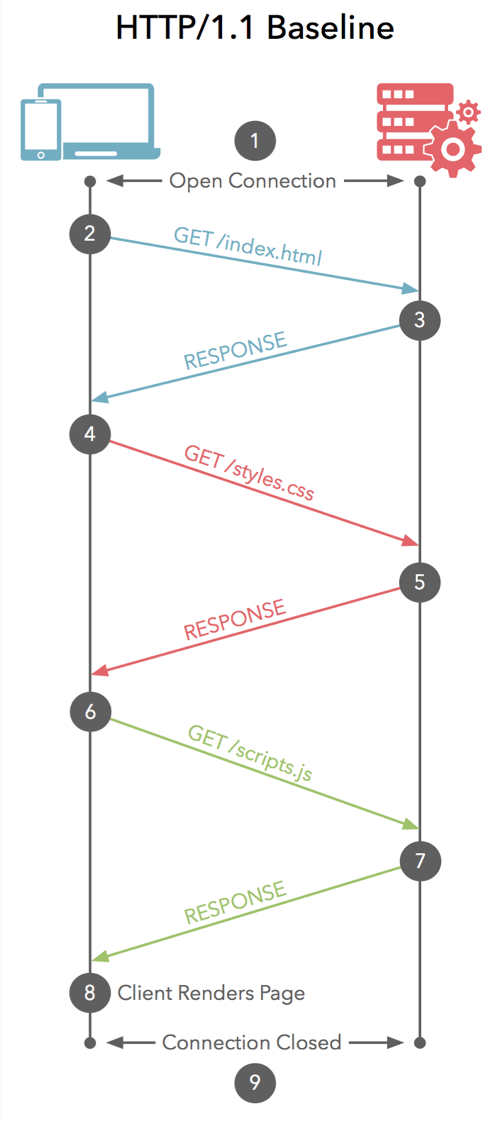 HTTP/1.1 Baseline
1
Open Connection
2
GET /index.html
3
RESPONSE
4
GET /styles.css
5
RESPONSE
6
GET /scripts.js
7
RESPONSE
8 Client Renders Page
Connection Closed
9